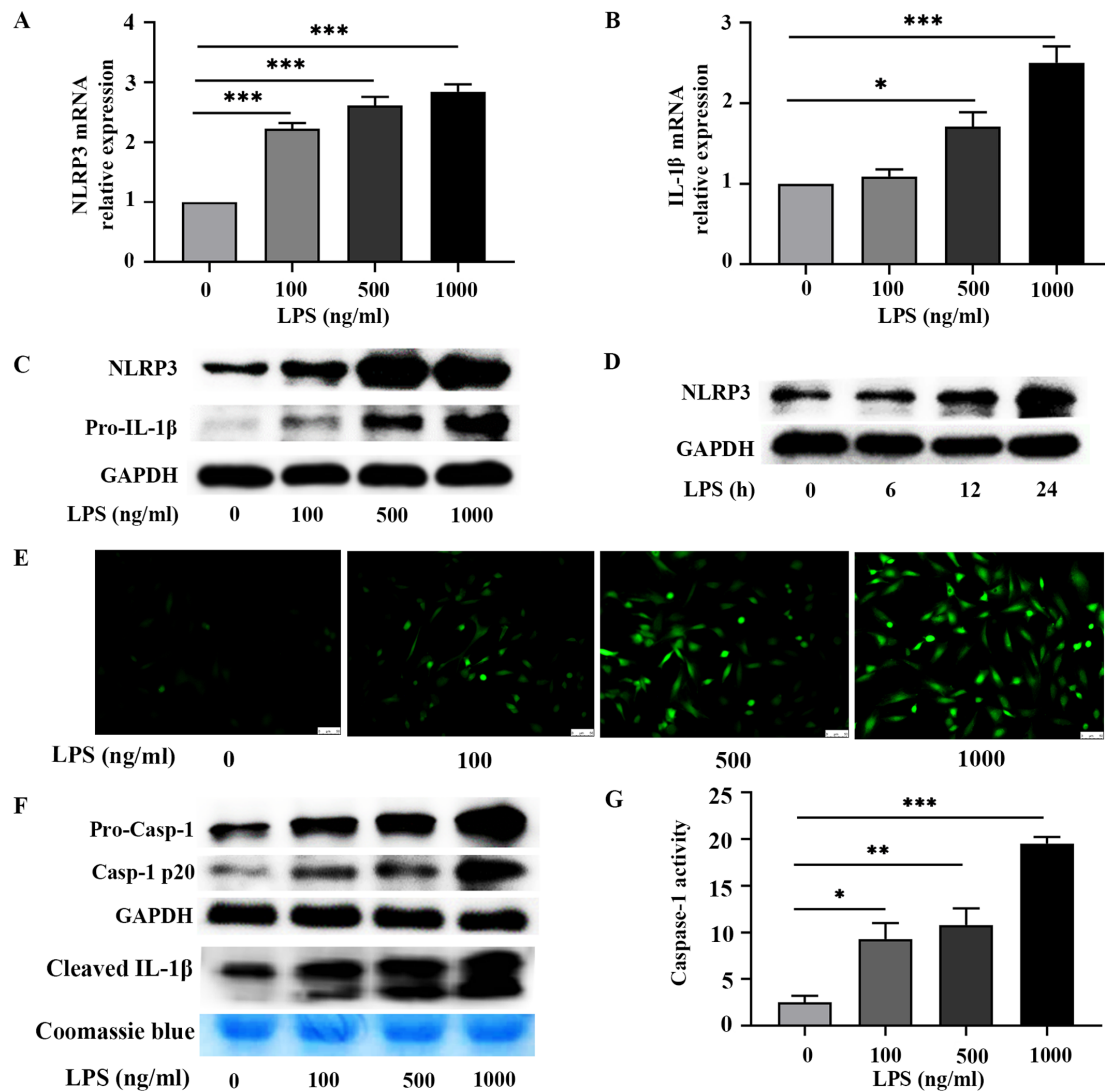 A
NLRP3 mRNA
relative expression
4
3
2
1
0
***
***
***
0 100 500 1000
LPS (ng/ml)
B
IL-1β mRNA
relative expression
3
2
1
0
***
*
0 100 500 1000
LPS (ng/ml)
C
NLRP3
Pro-IL-1β
GAPDH
LPS (ng/ml) 0 100 500 1000
D
NLRP3
GAPDH
LPS (h) 0 6 12 24
E
LPS (ng/ml) 0 100 500 1000
F
Pro-Casp-1
Casp-1 p20
GAPDH
Cleaved IL-1β
Coomassie blue
LPS (ng/ml) 0 100 500 1000
G
Caspase-1 activity
25
20
15
10
5
0
***
**
*
0 100 500 1000
LPS (ng/ml)